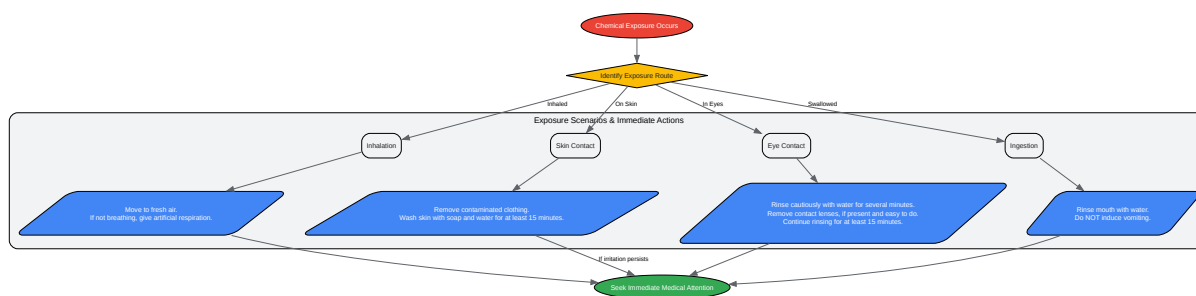 Chemical Exposure Occurs
Identify Exposure Route
Inhaled
On Skin
In Eyes
Swallowed
Exposure Scenarios & Immediate Actions
Inhalation
Skin Contact
Eye Contact
Ingestion
Move to fresh air.
If not breathing, give artificial respiration.
Remove contaminated clothing.
Wash skin with soap and water for at least 15 minutes.
Rinse cautiously with water for several minutes.
Remove contact lenses, if present and easy to do.
Continue rinsing for at least 15 minutes.
Rinse mouth with water.
Do NOT induce vomiting.
If irritation persists
Seek Immediate Medical Attention